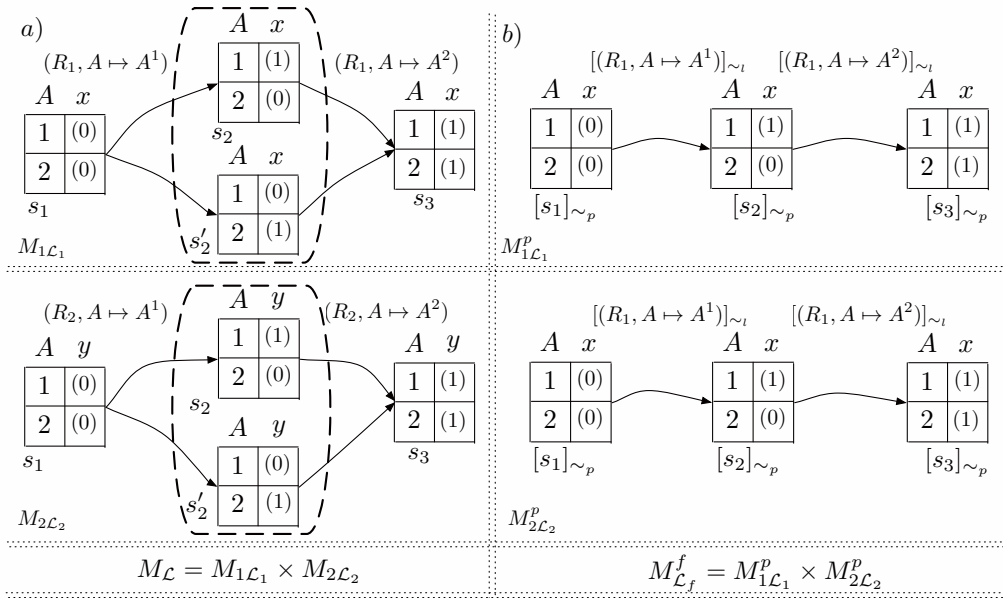 a)
(R₁, A ↦ A¹)
A x
1 (0)
2 (0)
s₁
A x
1 (1)
2 (0)
s₂
A x
1 (0)
2 (1)
s′₂
(R₁, A ↦ A²)
A x
1 (1)
2 (1)
s₃
M₁𝓛₁
b)
[(R₁, A ↦ A¹)]∼ₗ
[(R₁, A ↦ A²)]∼ₗ
A x
1 (0)
2 (0)
[s₁]∼ₚ
A x
1 (1)
2 (0)
[s₂]∼ₚ
A x
1 (1)
2 (1)
[s₃]∼ₚ
Mᵖ₁𝓛₁
(R₂, A ↦ A¹)
A y
1 (0)
2 (0)
s₁
A y
1 (1)
2 (0)
s₂
A y
1 (0)
2 (1)
s′₂
(R₂, A ↦ A²)
A y
1 (1)
2 (1)
s₃
M₂𝓛₂
[(R₁, A ↦ A¹)]∼ₗ
[(R₁, A ↦ A²)]∼ₗ
A x
1 (0)
2 (0)
[s₁]∼ₚ
A x
1 (1)
2 (0)
[s₂]∼ₚ
A x
1 (1)
2 (1)
[s₃]∼ₚ
Mᵖ₂𝓛₂
M𝓛 = M₁𝓛₁ × M₂𝓛₂
Mᶠ𝓛_f = Mᵖ₁𝓛₁ × Mᵖ₂𝓛₂